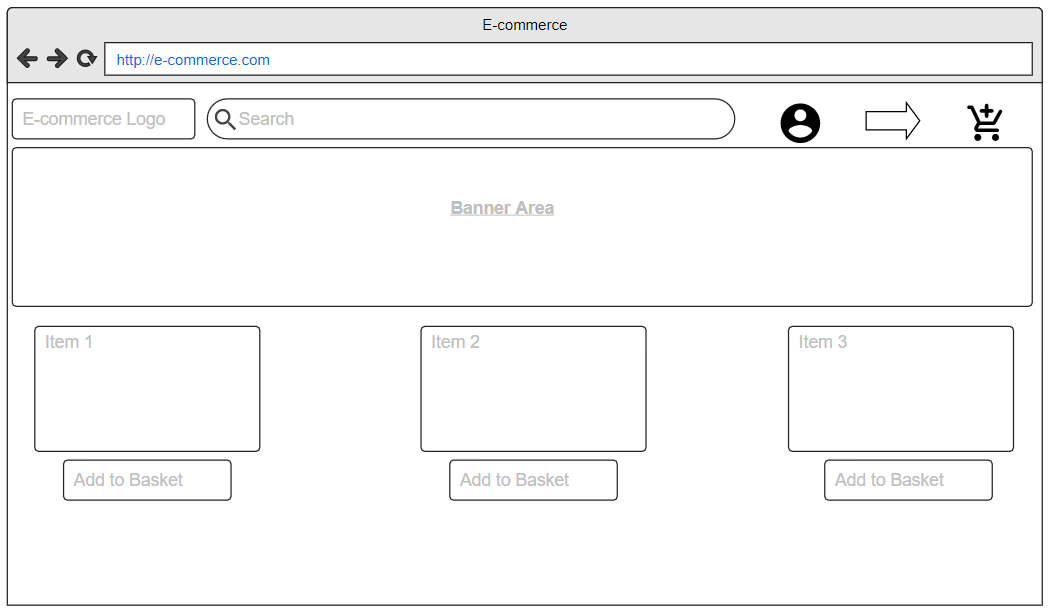 E-commerce
http://e-commerce.com
E-commerce Logo
Search
Banner Area
Item 1
Item 2
Item 3
Add to Basket
Add to Basket
Add to Basket